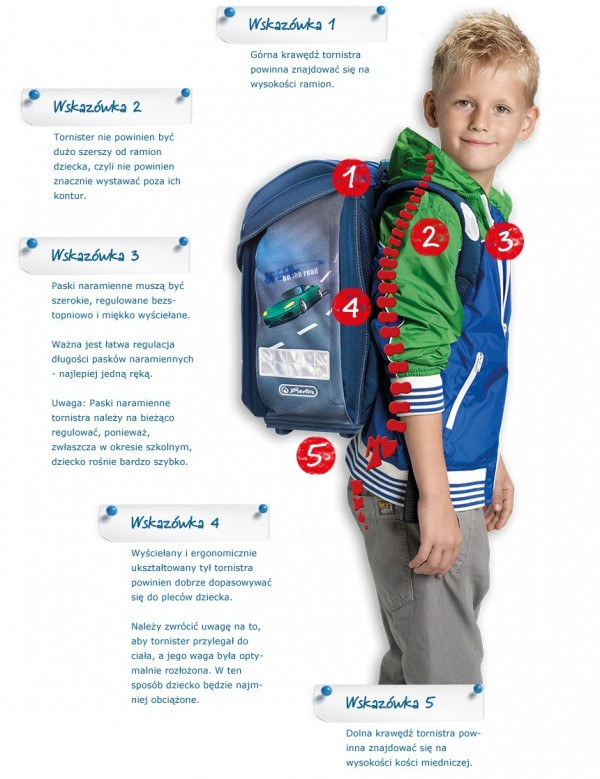 Wskazówka 1
Górna krawędź tornistra
powinna znajdować się na
wysokości ramion.
Wskazówka 2
Tornister nie powinien być
dużo szerszy od ramion
dziecka, czyli nie powinien
znacznie wystawać poza ich
kontur.
Wskazówka 3
Paski naramienne muszą być
szerokie, regulowane bezs-
topniowo i miękko wyściełane.
Ważna jest łatwa regulacja
długości pasków naramiennych
- najlepiej jedną ręką.
Uwaga: Paski naramienne
tornistra należy na bieżąco
regulować, ponieważ,
zwłaszcza w okresie szkolnym,
dziecko rośnie bardzo szybko.
Wskazówka 4
Wyściełany i ergonomicznie
ukształtowany tył tornistra
powinien dobrze dopasowywać
się do pleców dziecka.
Należy zwrócić uwagę na to,
aby tornister przylegał do
ciała, a jego waga była opty-
malnie rozłożona. W ten
sposób dziecko będzie najm-
niej obciążone.
Wskazówka 5
Dolna krawędź tornistra pow-
inna znajdować się na
wysokości kości miednicznej.
1
2
3
4
5
on the road
herlitz